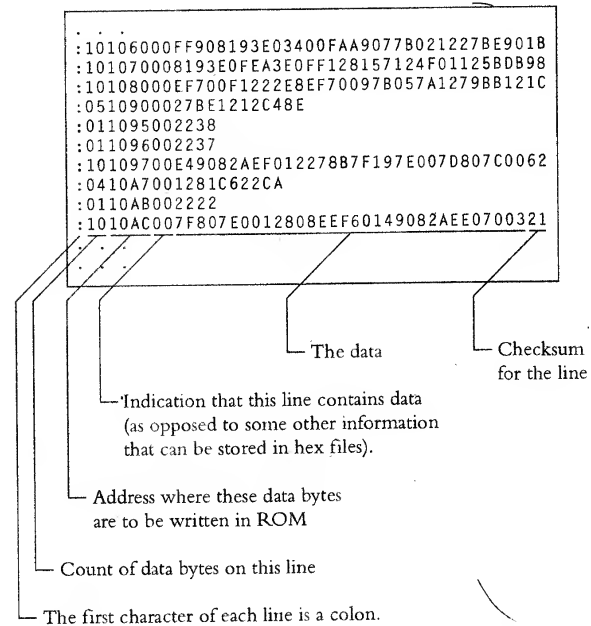 . . .
:10106000FF908193E03400FAA9077B021227BE901B
:101070008193E0FEA3E0FF128157124F01125BDB98
:10108000EF700F1222E8EF70097B057A1279BB121C
:0510900027BE1212C48E
:011095002238
:011096002237
:10109700E49082AEF012278B7F197E007D807C0062
:0410A7001281C622CA
:0110AB002222
:1010AC007F807E0012808EEF60149082AEE0700321
. . .
The data
Checksum
for the line
Indication that this line contains data
(as opposed to some other information
that can be stored in hex files).
Address where these data bytes
are to be written in ROM
Count of data bytes on this line
The first character of each line is a colon.